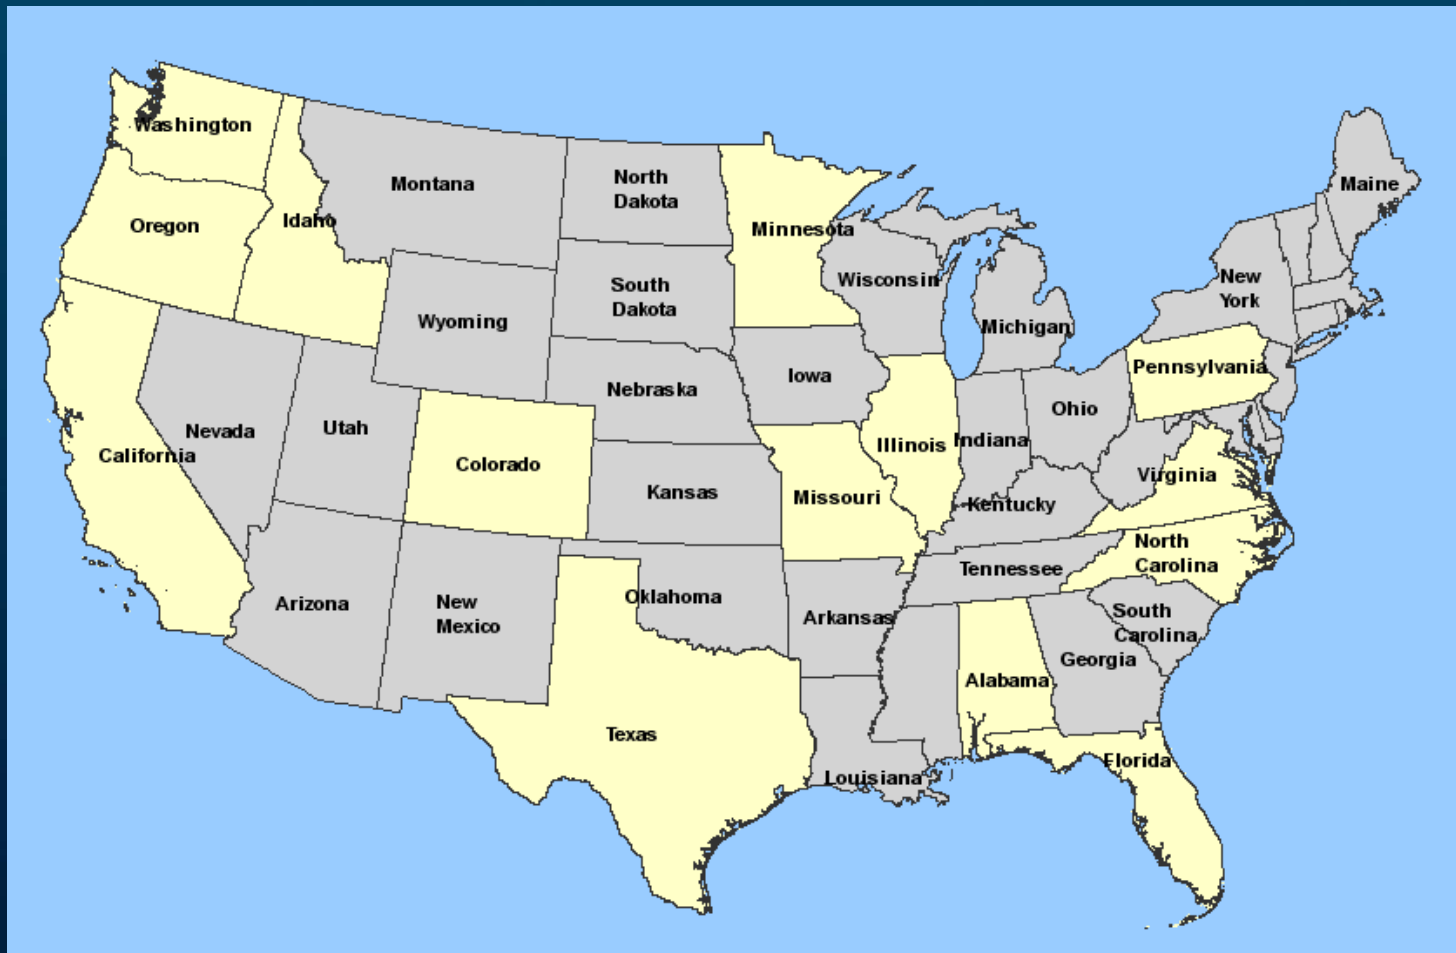 Washington
Montana
North
Dakota
Maine
Oregon
Idaho
Minnesota
Wisconsin
New
York
South
Dakota
Wyoming
Michigan
Pennsylvania
Iowa
Nebraska
Ohio
Nevada
Utah
Illinois
Indiana
California
Colorado
Virginia
Kansas
Missouri
Kentucky
North
Carolina
Tennessee
Arizona
New
Mexico
Oklahoma
Arkansas
South
Carolina
Georgia
Alabama
Texas
Florida
Louisiana